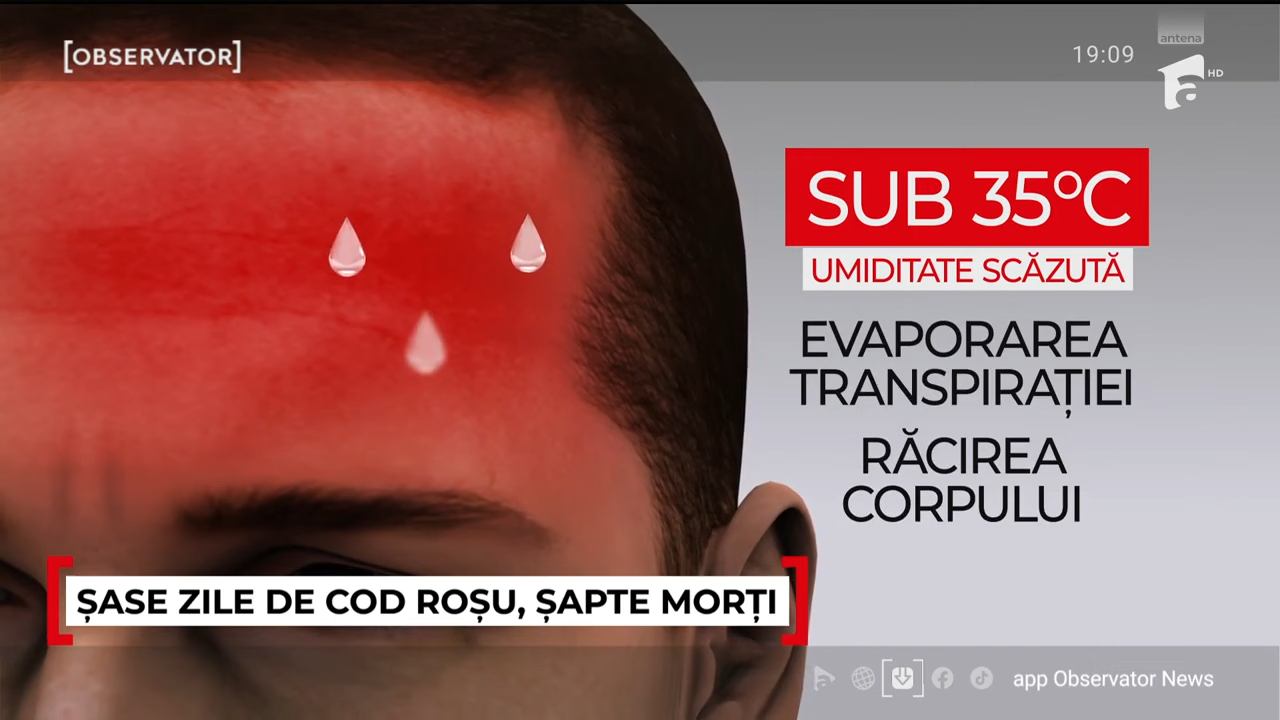 [OBSERVATOR]
19:09
antena
HD
SUB 35°C
UMIDITATE SCĂZUTĂ
EVAPORAREA
TRANSPIRAȚIEI
RĂCIREA
CORPULUI
ȘASE ZILE DE COD ROȘU, ȘAPTE MORȚI
app Observator News